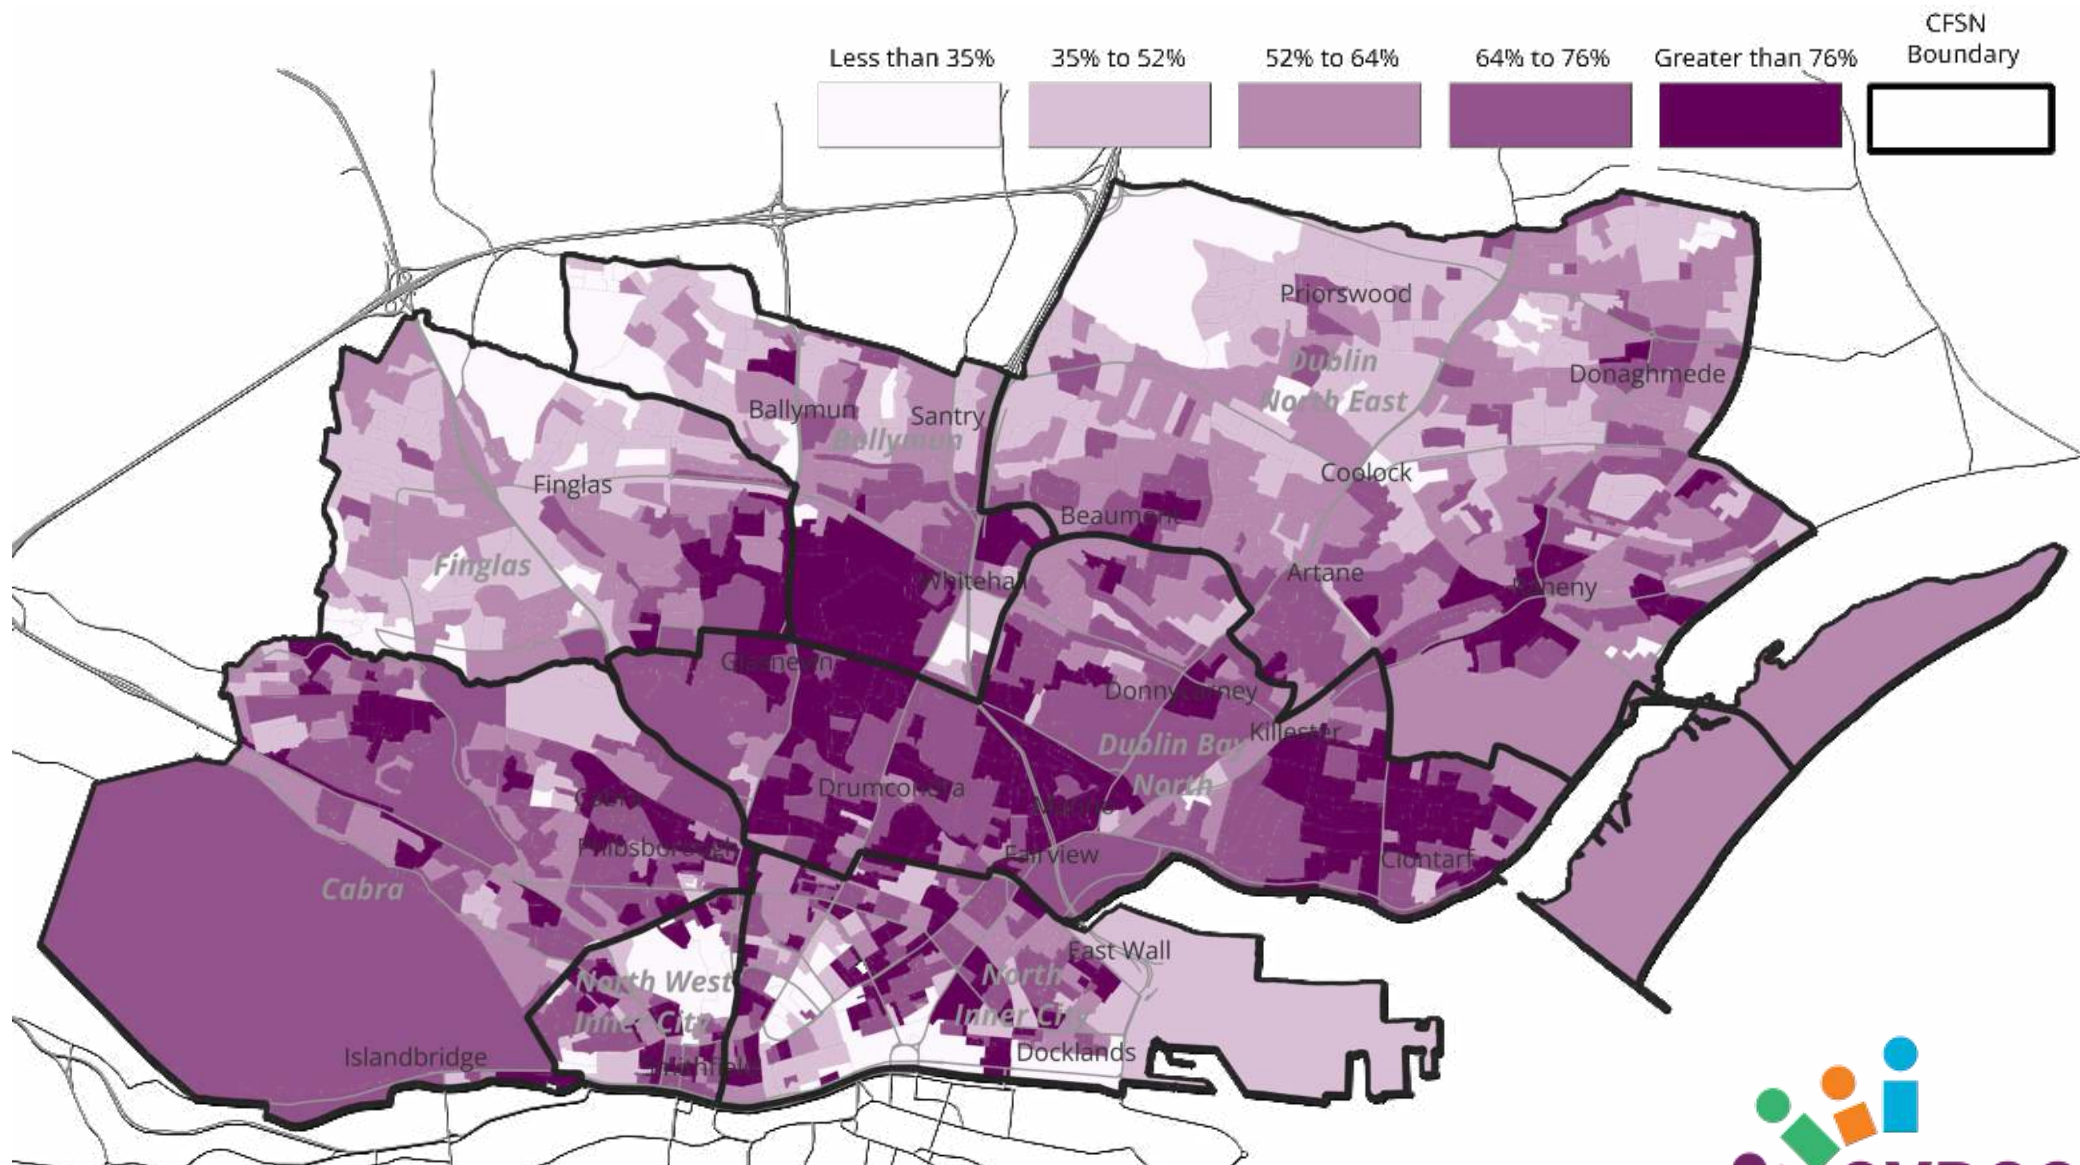 CFSN
Boundary
Less than 35%
35% to 52%
52% to 64%
64% to 76%
Greater than 76%
Priorswood
Dublin
North East
Donaghmede
Ballymun
Santry
Ballymun
Coolock
Finglas
Beaumont
Finglas
Whitehall
Artane
Raheny
Glasnevin
Donnycarney
Killester
Dublin Bay
North
Drumcondra
Cabra
Marino
Phibsborough
Fairview
Clontarf
Cabra
East Wall
North West
Inner City
North
Inner City
Docklands
Islandbridge